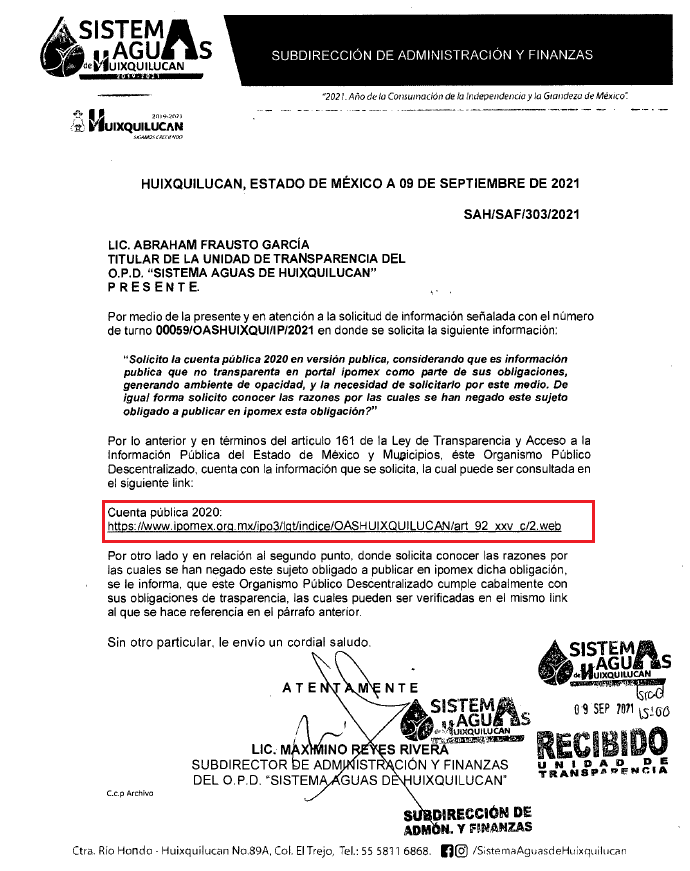 SISTEMA
AGUAS
de HUIXQUILUCAN
2019-2021
SUBDIRECCIÓN DE ADMINISTRACIÓN Y FINANZAS
"2021. Año de la Consumación de la Independencia y la Grandeza de México".
2019-2021
HUIXQUILUCAN
SIGAMOS CRECIENDO
HUIXQUILUCAN, ESTADO DE MÉXICO A 09 DE SEPTIEMBRE DE 2021
SAH/SAF/303/2021
LIC. ABRAHAM FRAUSTO GARCÍA
TITULAR DE LA UNIDAD DE TRANSPARENCIA DEL
O.P.D. "SISTEMA AGUAS DE HUIXQUILUCAN"
P R E S E N T E
Por medio de la presente y en atención a la solicitud de información señalada con el número
de turno 00059/OASHUIXQUI/IP/2021 en donde se solicita la siguiente información:
"Solicito la cuenta pública 2020 en versión publica, considerando que es información
publica que no transparenta en portal ipomex como parte de sus obligaciones,
generando ambiente de opacidad, y la necesidad de solicitarlo por este medio. De
igual forma solicito conocer las razones por las cuales se han negado este sujeto
obligado a publicar en ipomex esta obligación?"
Por lo anterior y en términos del articulo 161 de la Ley de Transparencia y Acceso a la
Información Pública del Estado de México y Municipios, éste Organismo Público
Descentralizado, cuenta con la información que se solicita, la cual puede ser consultada en
el siguiente link:
Cuenta pública 2020:
https://www.ipomex.org.mx/ipo3/lgt/indice/OASHUIXQUILUCAN/art_92_xxv_c/2.web
Por otro lado y en relación al segundo punto, donde solicita conocer las razones por
las cuales se han negado este sujeto obligado a publicar en ipomex dicha obligación,
se le informa, que este Organismo Público Descentralizado cumple cabalmente con
sus obligaciones de trasparencia, las cuales pueden ser verificadas en el mismo link
al que se hace referencia en el párrafo anterior.
Sin otro particular, le envío un cordial saludo.
A T E N T A M E N T E
SISTEMA
AGUAS
de HUIXQUILUCAN
LIC. MÁXIMINO REYES RIVERA
SUBDIRECTOR DE ADMINISTRACIÓN Y FINANZAS
DEL O.P.D. "SISTEMA AGUAS DE HUIXQUILUCAN"
SISTEMA
AGUAS
de HUIXQUILUCAN
09 SEP 2021
15:00
RECIBIDO
UNIDAD DE
TRANSPARENCIA
C.c.p Archivo
SUBDIRECCIÓN DE
ADMÓN. Y FINANZAS
Ctra. Río Hondo - Huixquilucan No.89A, Col. El Trejo, Tel.: 55 5811 6868. /SistemaAguasdeHuixquilucan